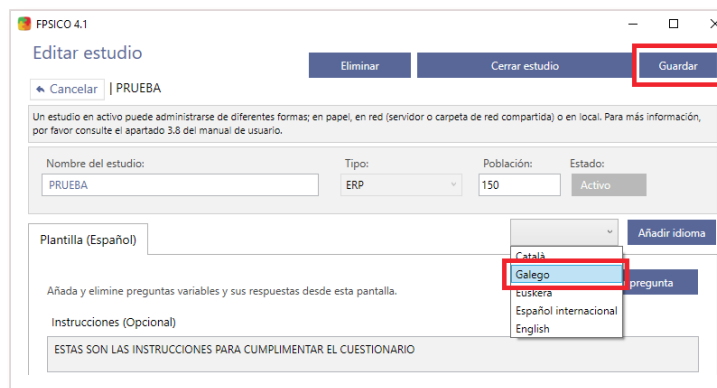 FPSICO 4.1
Editar estudio
Eliminar
Cerrar estudio
Guardar
Cancelar | PRUEBA
Un estudio en activo puede administrarse de diferentes formas; en papel, en red (servidor o carpeta de red compartida) o en local. Para más información,
por favor consulte el apartado 3.8 del manual de usuario.
Nombre del estudio:
Tipo:
Población:
Estado:
PRUEBA
ERP
150
Activo
Plantilla (Español)
Añadir idioma
Català
Galego
Euskera
Español internacional
English
pregunta
Añada y elimine preguntas variables y sus respuestas desde esta pantalla.
Instrucciones (Opcional)
ESTAS SON LAS INSTRUCCIONES PARA CUMPLIMENTAR EL CUESTIONARIO